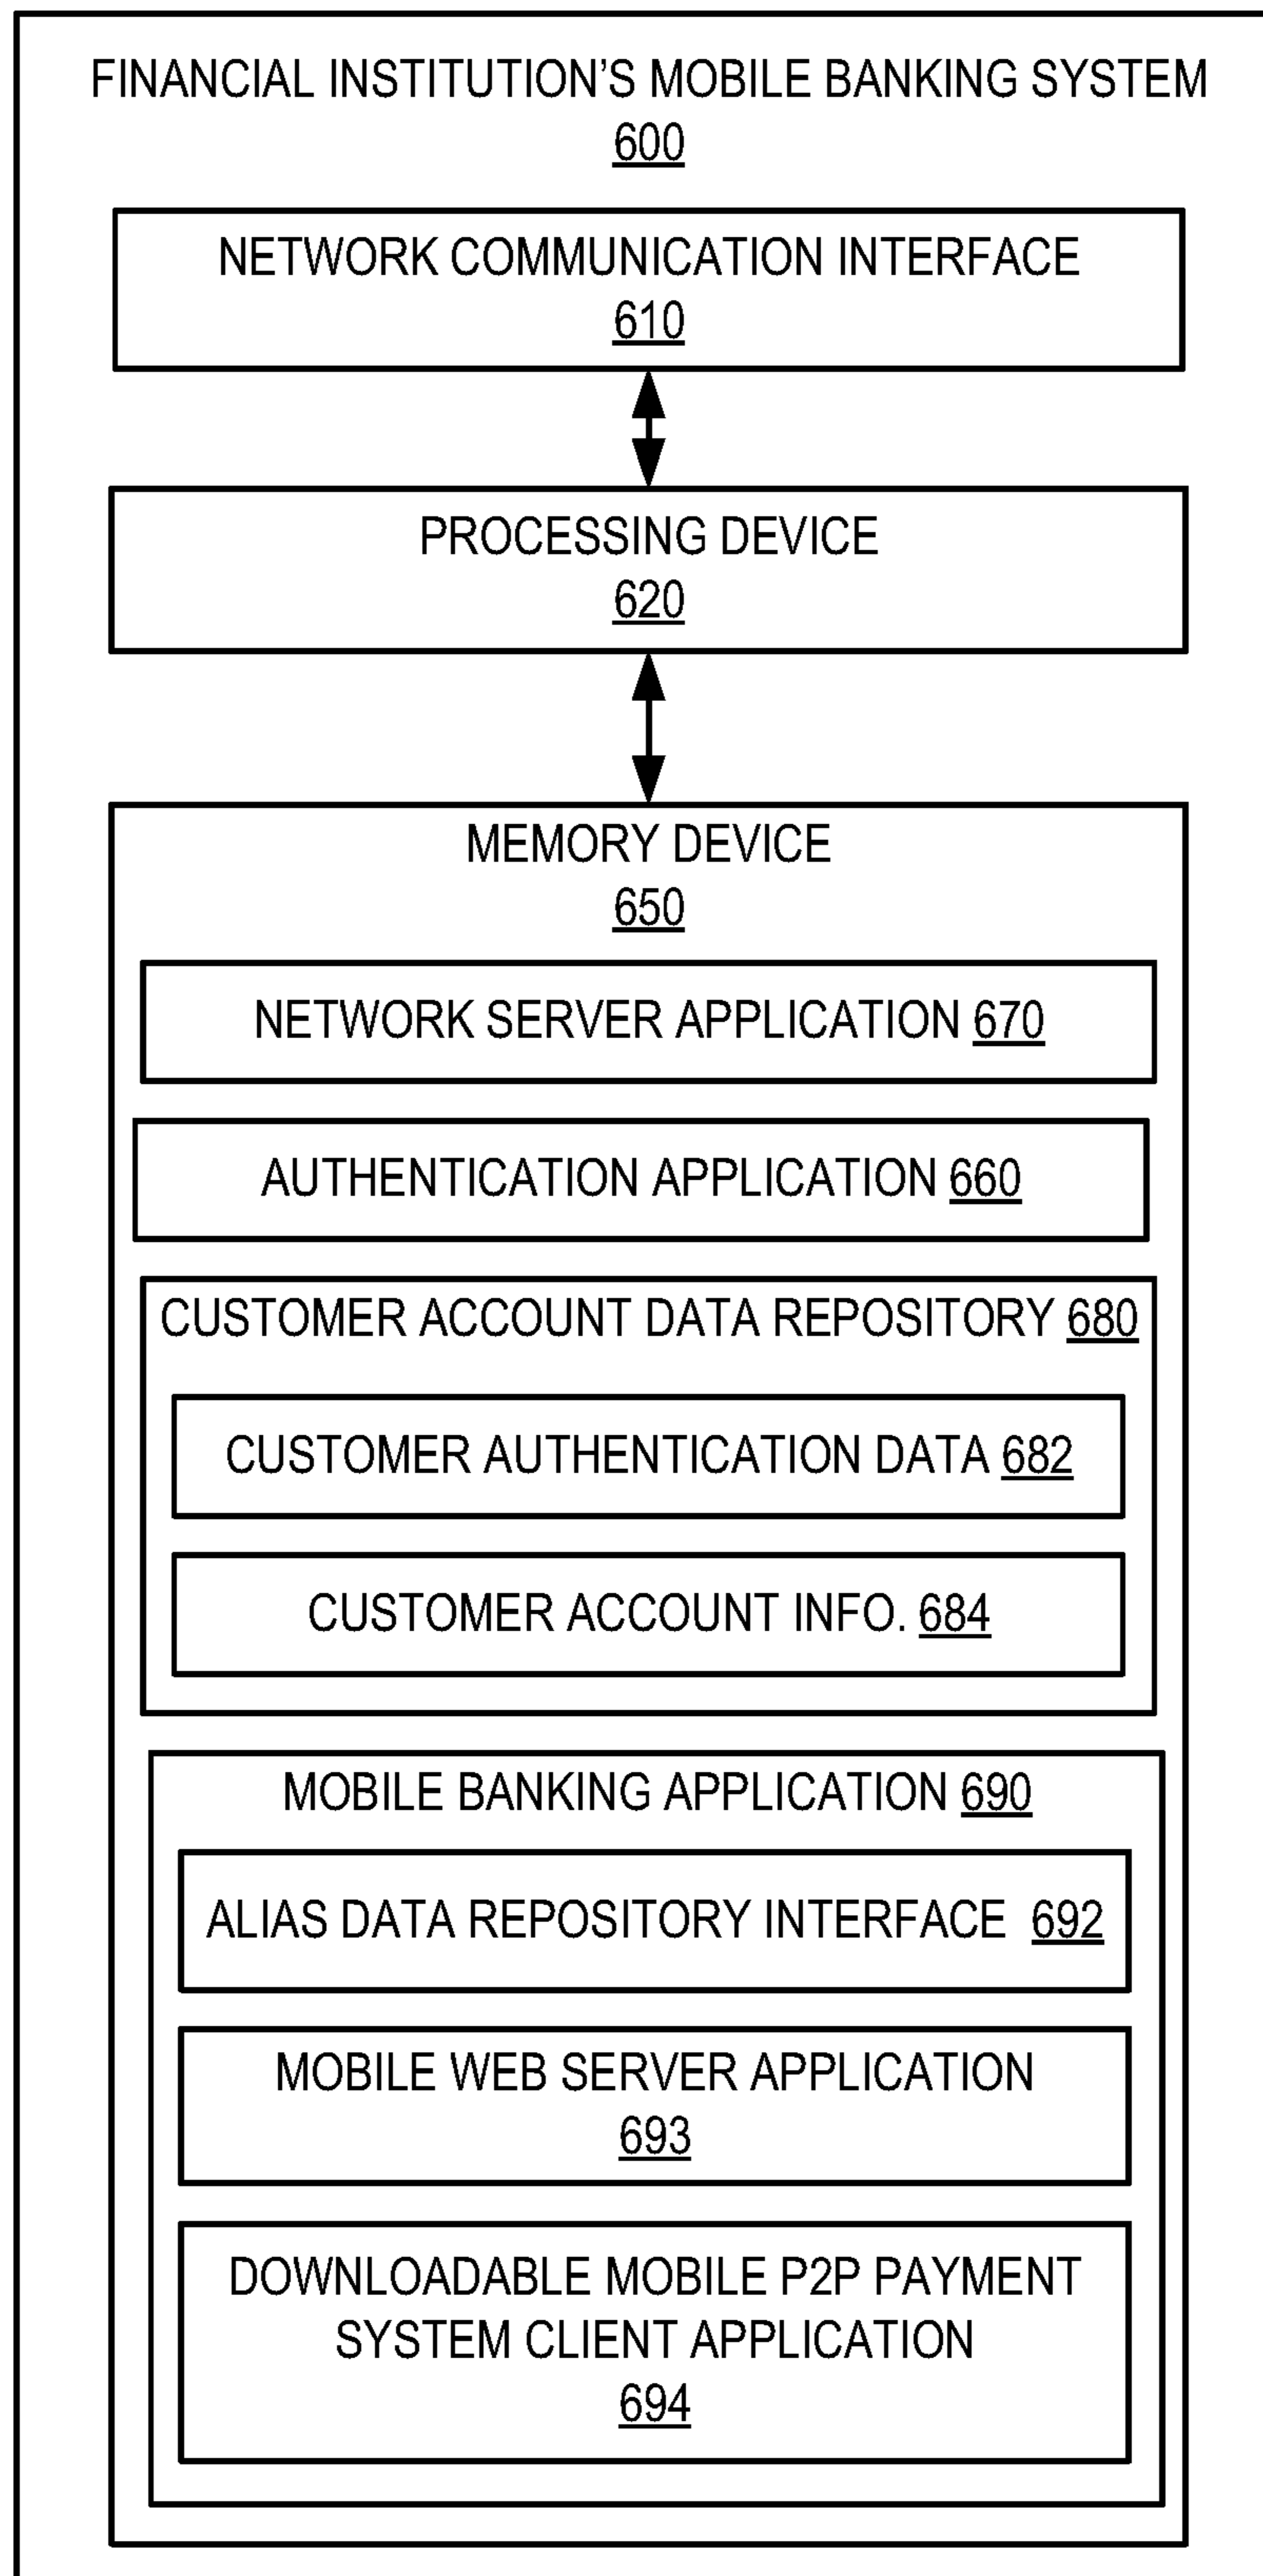 FINANCIAL INSTITUTION’S MOBILE BANKING SYSTEM
600
NETWORK COMMUNICATION INTERFACE
610
PROCESSING DEVICE
620
MEMORY DEVICE
650
NETWORK SERVER APPLICATION 670
AUTHENTICATION APPLICATION 660
CUSTOMER ACCOUNT DATA REPOSITORY 680
CUSTOMER AUTHENTICATION DATA 682
CUSTOMER ACCOUNT INFO. 684
MOBILE BANKING APPLICATION 690
ALIAS DATA REPOSITORY INTERFACE 692
MOBILE WEB SERVER APPLICATION
693
DOWNLOADABLE MOBILE P2P PAYMENT
SYSTEM CLIENT APPLICATION
694